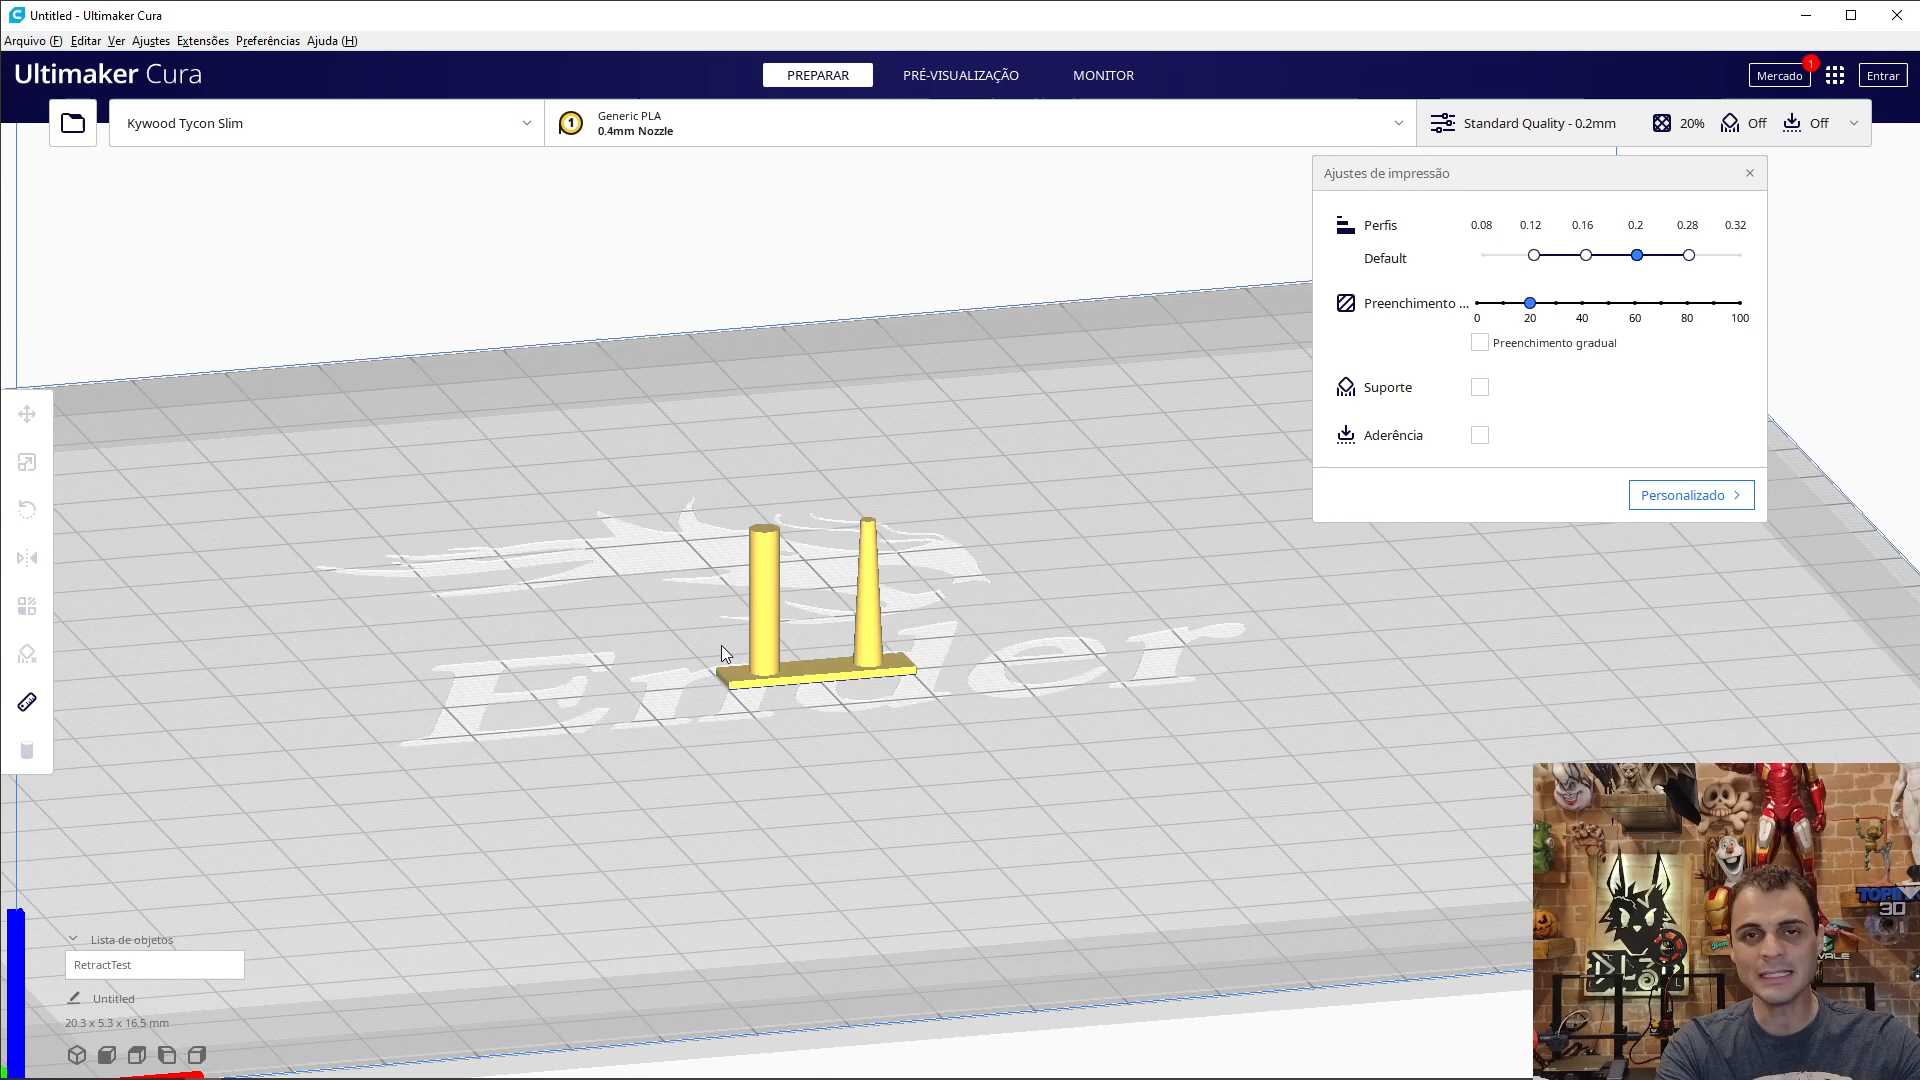 Untitled - Ultimaker Cura
Arquivo (F) Editar Ver Ajustes Extensões Preferências Ajuda (H)
Ultimaker Cura
PREPARAR PRÉ-VISUALIZAÇÃO MONITOR
Mercado 1 Entrar
Kywood Tycon Slim
1 Generic PLA
0.4mm Nozzle
Standard Quality - 0.2mm 20% Off Off
Ajustes de impressão
Perfis 0.08 0.12 0.16 0.2 0.28 0.32
Default
Preenchimento ...
0 20 40 60 80 100
Preenchimento gradual
Suporte
Aderência
Personalizado
Ender
Lista de objetos
RetractTest
Untitled
20.3 x 5.3 x 16.5 mm
3D